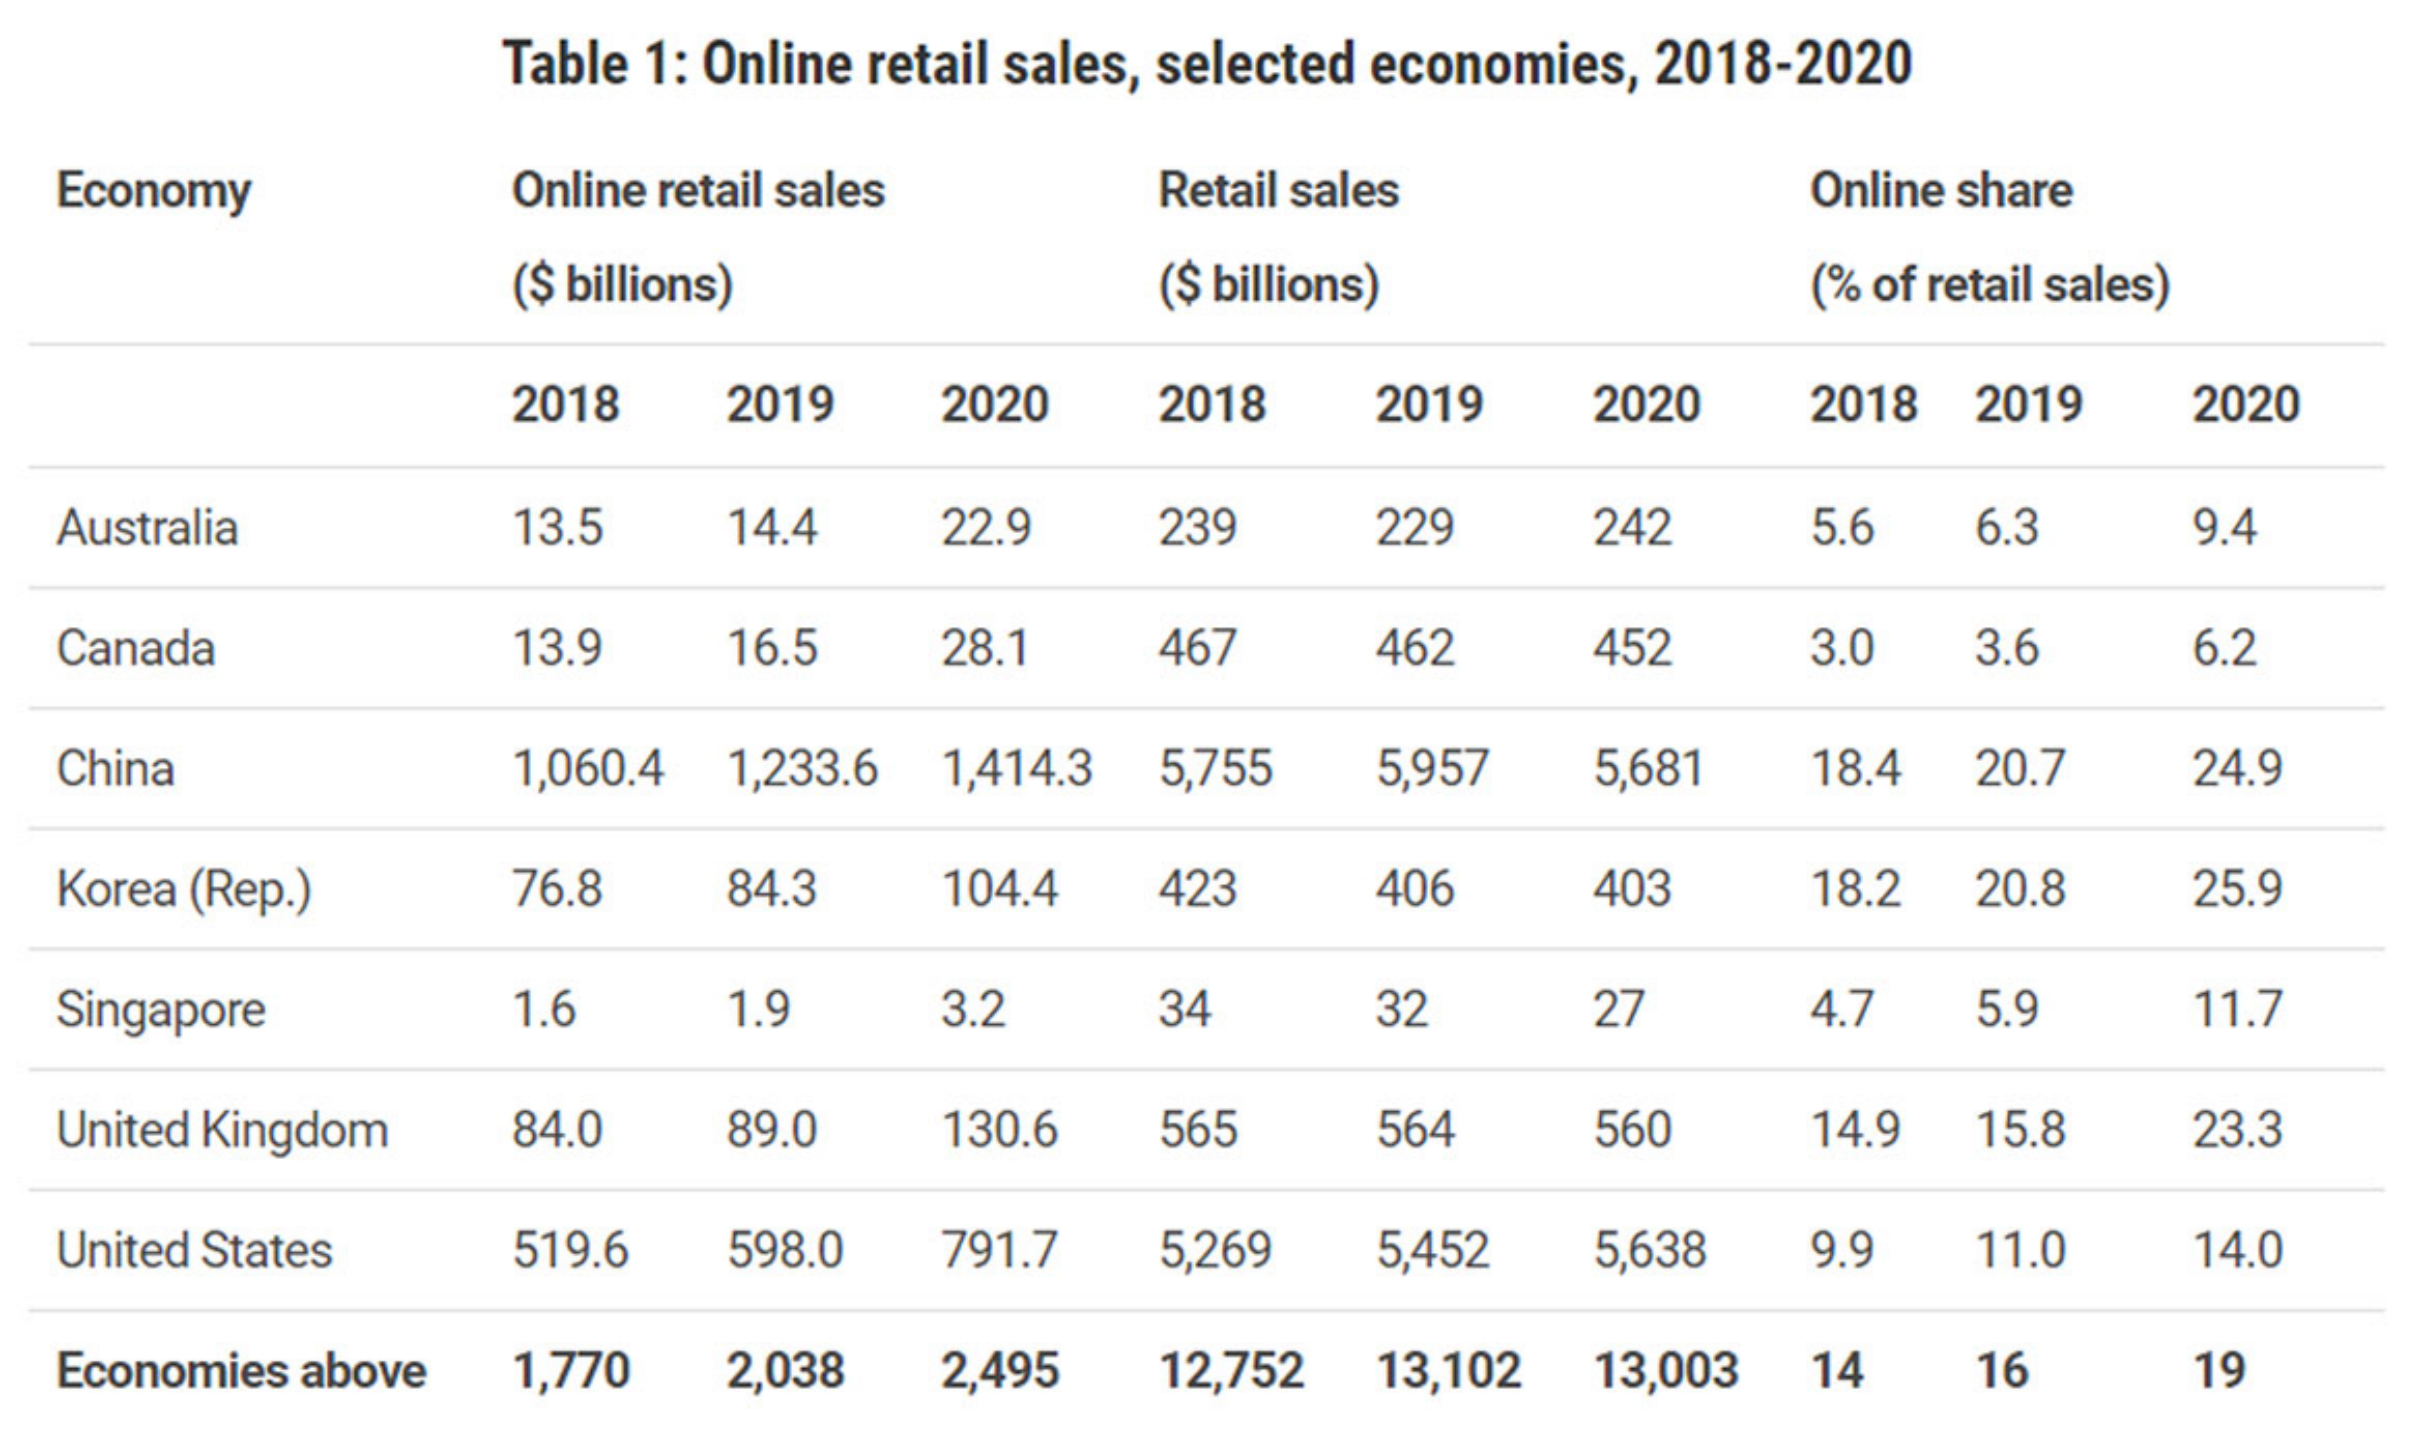 Table 1: Online retail sales, selected economies, 2018-2020
Economy Online retail sales Retail sales Online share
($ billions) ($ billions) (% of retail sales)
2018 2019 2020 2018 2019 2020 2018 2019 2020
Australia 13.5 14.4 22.9 239 229 242 5.6 6.3 9.4
Canada 13.9 16.5 28.1 467 462 452 3.0 3.6 6.2
China 1,060.4 1,233.6 1,414.3 5,755 5,957 5,681 18.4 20.7 24.9
Korea (Rep.) 76.8 84.3 104.4 423 406 403 18.2 20.8 25.9
Singapore 1.6 1.9 3.2 34 32 27 4.7 5.9 11.7
United Kingdom 84.0 89.0 130.6 565 564 560 14.9 15.8 23.3
United States 519.6 598.0 791.7 5,269 5,452 5,638 9.9 11.0 14.0
Economies above 1,770 2,038 2,495 12,752 13,102 13,003 14 16 19